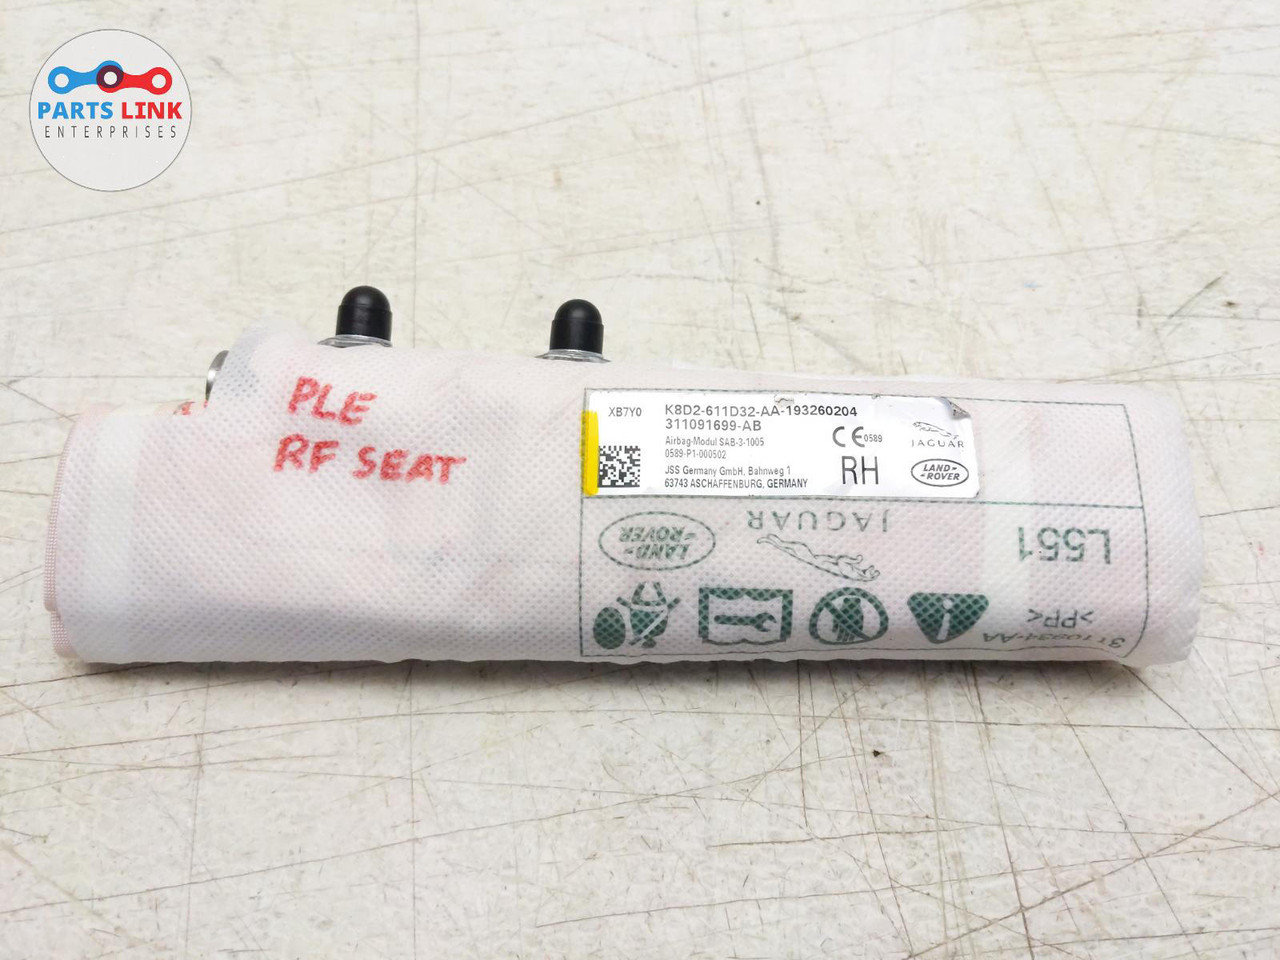 PARTS LINK
ENTERPRISES
PLE
RF SEAT
XB7Y0
K8D2-611D32-AA-193260204
311091699-AB
Airbag-Modul SAB-3-1005
0589-P1-000502
JSS Germany GmbH, Bahnweg 1
63743 ASCHAFFENBURG, GERMANY
CE 0589
RH
JAGUAR
LAND-
-ROVER
LAND-
-ROVER
JAGUAR
L551
>PP<